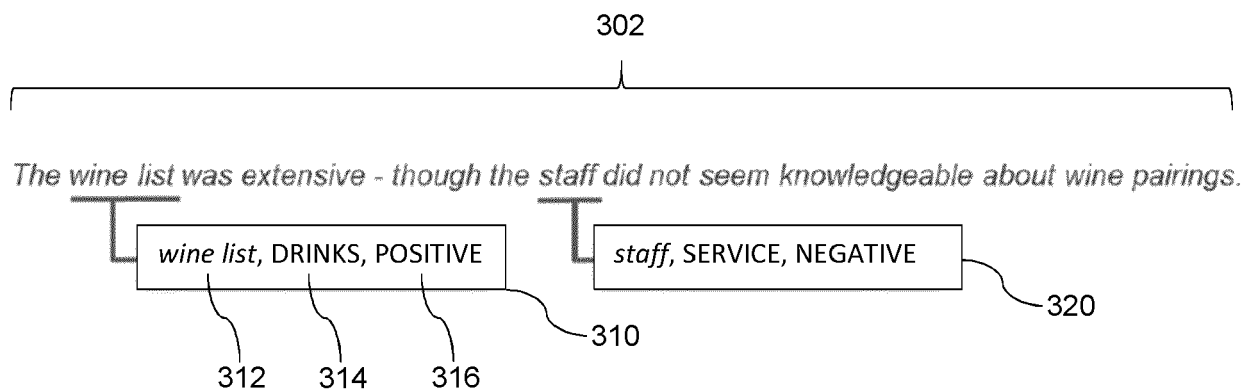 302
The wine list was extensive - though the staff did not seem knowledgeable about wine pairings.
wine list, DRINKS, POSITIVE
staff, SERVICE, NEGATIVE
320
310
312
314
316